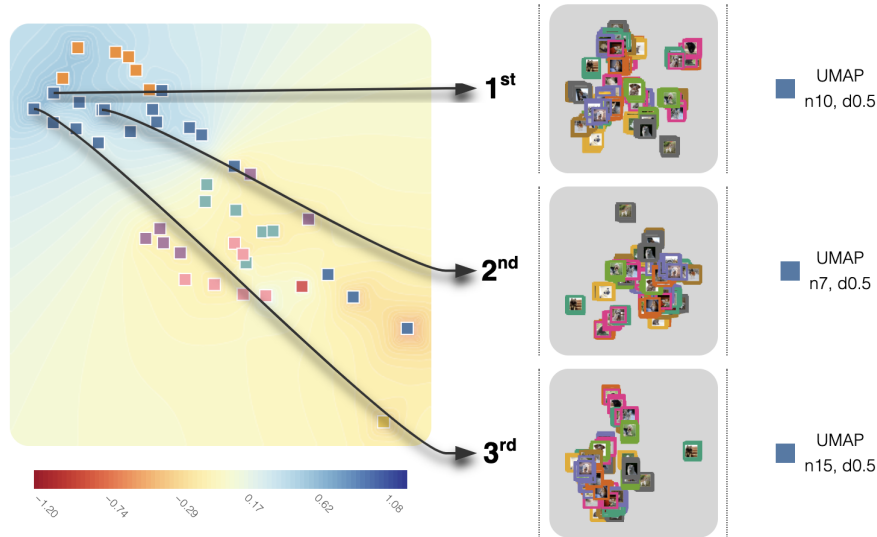 1st
UMAP
n10, d0.5
2nd
UMAP
n7, d0.5
3rd
UMAP
n15, d0.5
−1.20
−0.74
−0.29
0.17
0.62
1.08